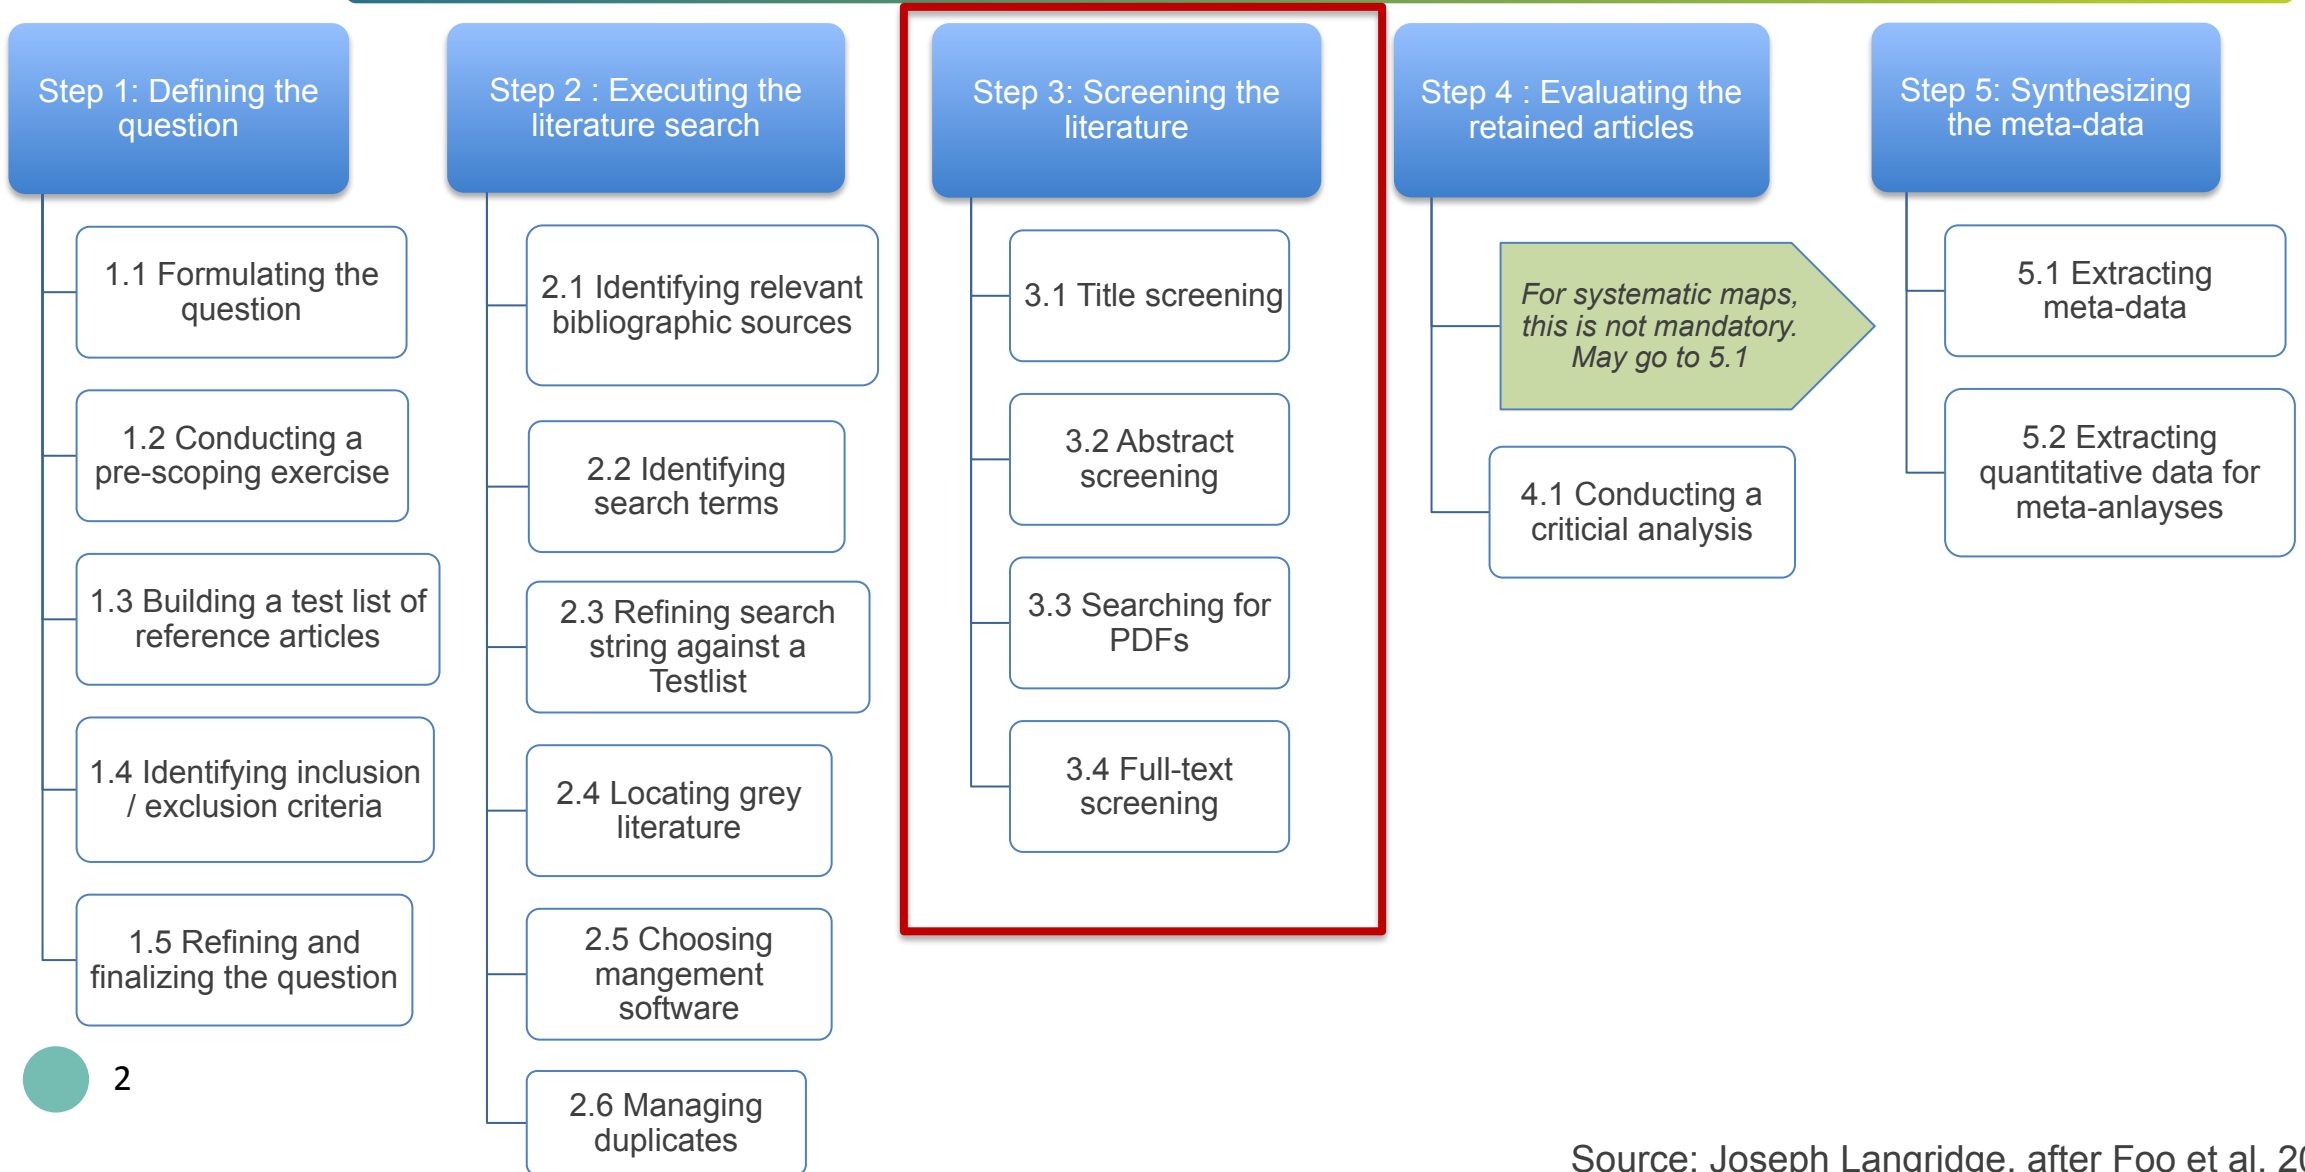 Step 1: Defining the
question
1.1 Formulating the
question
1.2 Conducting a
pre-scoping exercise
1.3 Building a test list of
reference articles
1.4 Identifying inclusion
/ exclusion criteria
1.5 Refining and
finalizing the question
Step 2 : Executing the
literature search
2.1 Identifying relevant
bibliographic sources
2.2 Identifying
search terms
2.3 Refining search
string against a
Testlist
2.4 Locating grey
literature
2.5 Choosing
mangement
software
2.6 Managing
duplicates
Step 3: Screening the
literature
3.1 Title screening
3.2 Abstract
screening
3.3 Searching for
PDFs
3.4 Full-text
screening
Step 4 : Evaluating the
retained articles
For systematic maps,
this is not mandatory.
May go to 5.1
4.1 Conducting a
criticial analysis
Step 5: Synthesizing
the meta-data
5.1 Extracting
meta-data
5.2 Extracting
quantitative data for
meta-anlayses
2
Source: Joseph Langridge, after Foo et al.